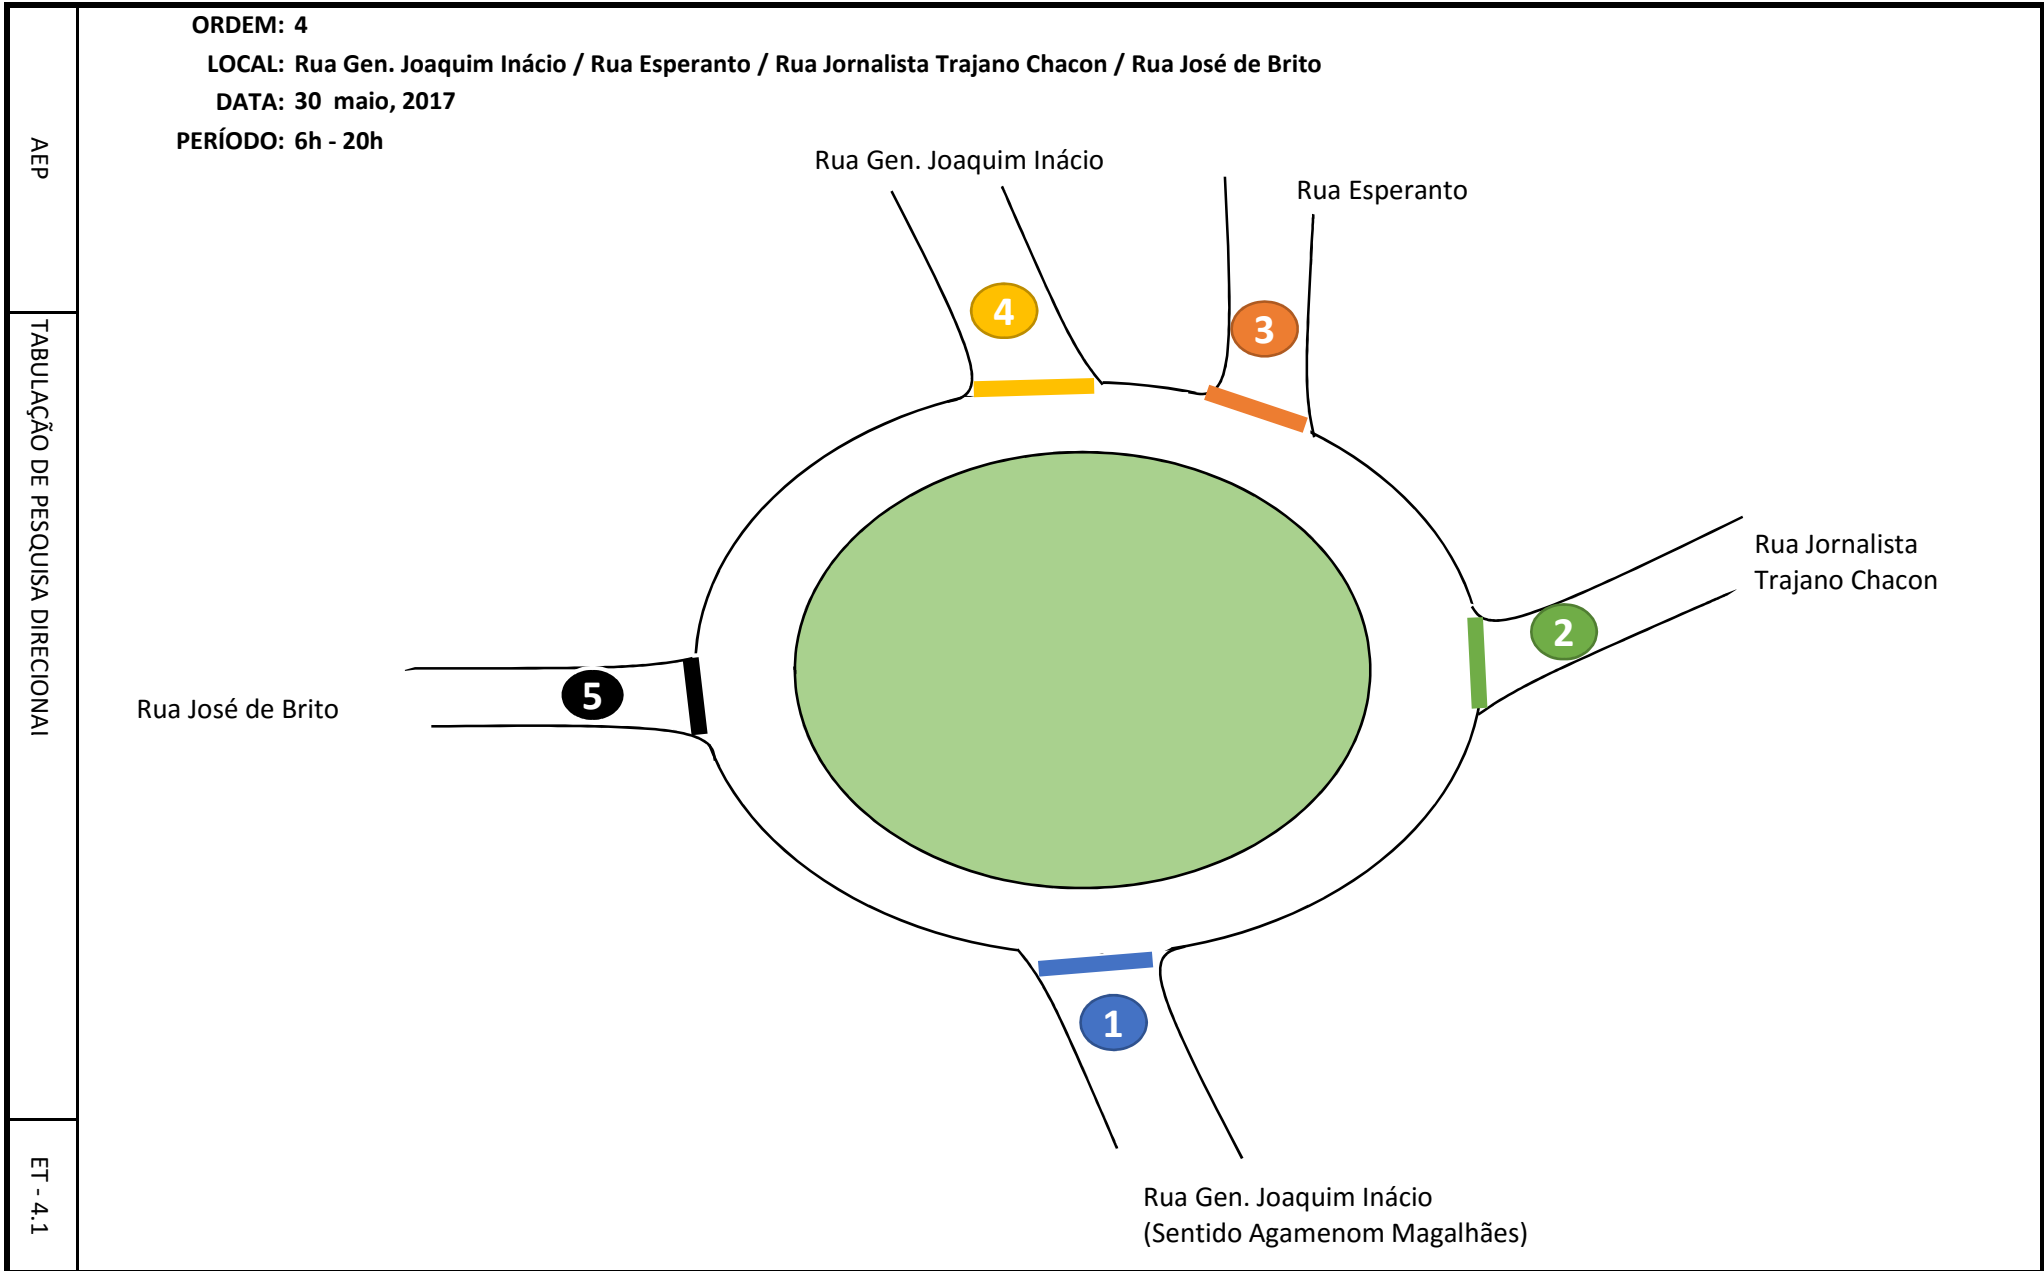 ORDEM: 4
LOCAL: Rua Gen. Joaquim Inácio / Rua Esperanto / Rua Jornalista Trajano Chacon / Rua José de Brito
DATA: 30 maio, 2017
PERÍODO: 6h - 20h
AEP
TABULAÇÃO DE PESQUISA DIRECIONAI
ET - 4.1
Rua Gen. Joaquim Inácio
Rua Esperanto
4
3
Rua Jornalista
Trajano Chacon
2
5
Rua José de Brito
1
Rua Gen. Joaquim Inácio
(Sentido Agamenom Magalhães)